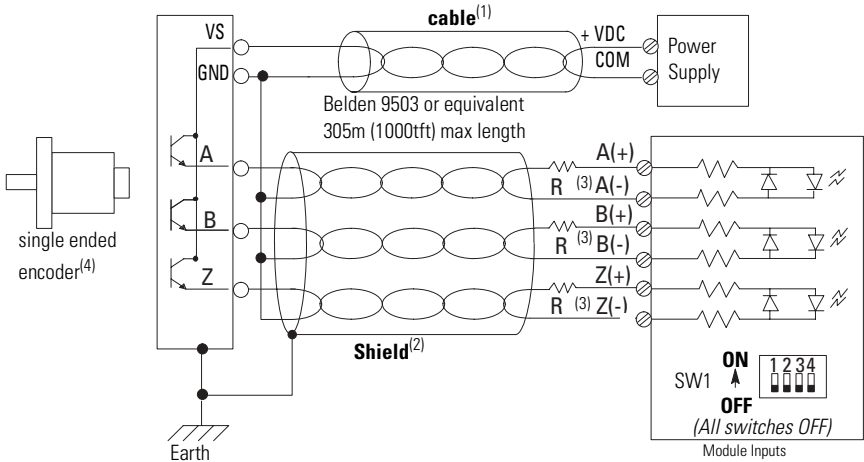 cable(1)
VS
+ VDC
Power
Supply
COM
GND
Belden 9503 or equivalent
305m (1000tft) max length
A
A(+)
R (3) A(-)
B
B(+)
R (3) B(-)
single ended
encoder(4)
Z
Z(+)
R (3) Z(-)
Shield(2)
ON
SW1
1 2 3 4
OFF
(All switches OFF)
Module Inputs
Earth